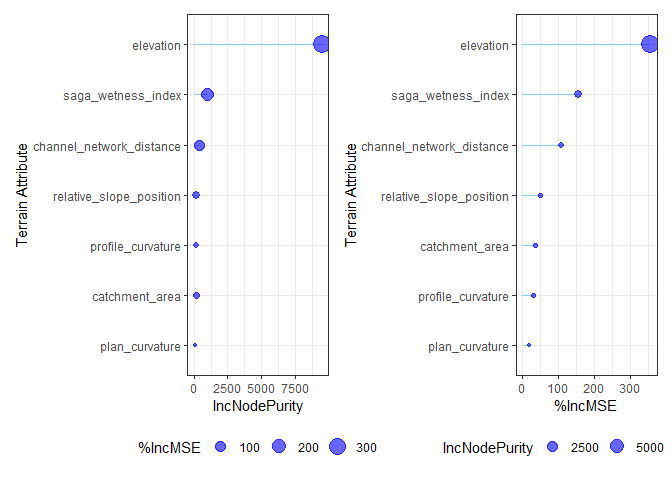 elevation
saga_wetness_index
channel_network_distance
relative_slope_position
profile_curvature
catchment_area
plan_curvature
Terrain Attribute
0 2500 5000 7500
IncNodePurity
%IncMSE 100 200 300
elevation
saga_wetness_index
channel_network_distance
relative_slope_position
catchment_area
profile_curvature
plan_curvature
Terrain Attribute
0 100 200 300
%IncMSE
IncNodePurity 2500 5000